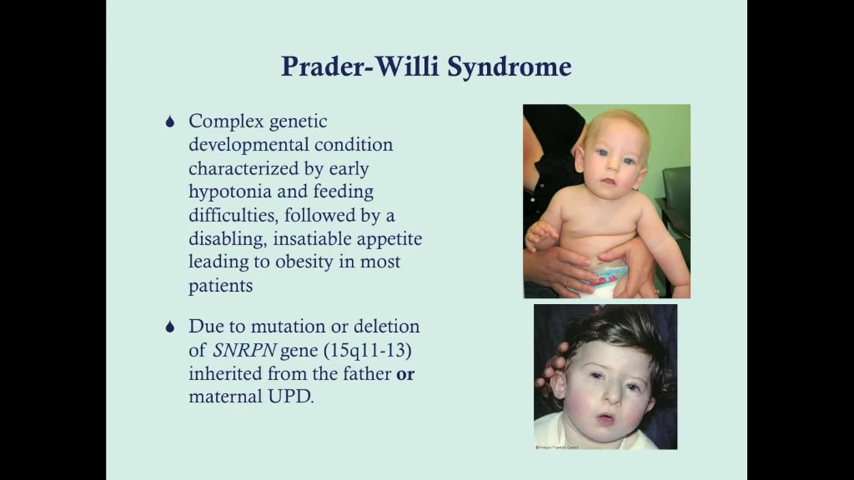 Prader-Willi Syndrome
Complex genetic
developmental condition
characterized by early
hypotonia and feeding
difficulties, followed by a
disabling, insatiable appetite
leading to obesity in most
patients
Due to mutation or deletion
of SNRPN gene (15q11-13)
inherited from the father or
maternal UPD.